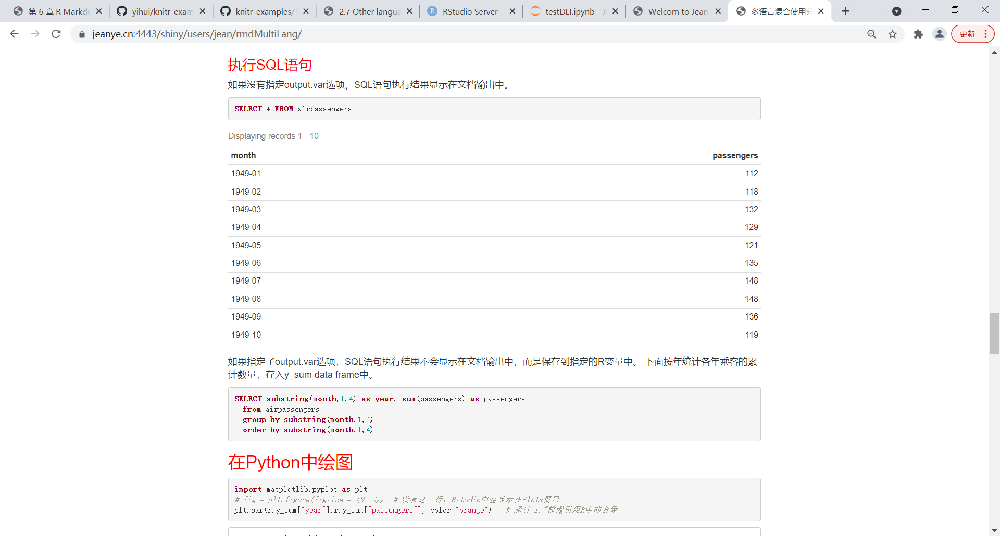 第 6 章 R Markdo
yihui/knitr-exam
knitr-examples/1
2.7 Other langua
RStudio Server
testDLI.ipynb - J
Welcom to Jean
多语言混合使用分
jeanye.cn:4443/shiny/users/jean/rmdMultiLang/
更新
执行SQL语句
如果没有指定output.var选项，SQL语句执行结果显示在文档输出中。
SELECT * FROM airpassengers;
Displaying records 1 - 10
month passengers
1949-01 112
1949-02 118
1949-03 132
1949-04 129
1949-05 121
1949-06 135
1949-07 148
1949-08 148
1949-09 136
1949-10 119
如果指定了output.var选项，SQL语句执行结果不会显示在文档输出中，而是保存到指定的R变量中。 下面按年统计各年乘客的累
计数量，存入y_sum data frame中。
SELECT substring(month,1,4) as year, sum(passengers) as passengers
from airpassengers
group by substring(month,1,4)
order by substring(month,1,4)
在Python中绘图
import matplotlib.pyplot as plt
# fig = plt.figure(figsize = (3, 2))  # 没有这一行，Rstudio中会显示在Plots窗口
plt.bar(r.y_sum["year"],r.y_sum["passengers"], color="orange")   # 通过"r."前缀引用R中的变量